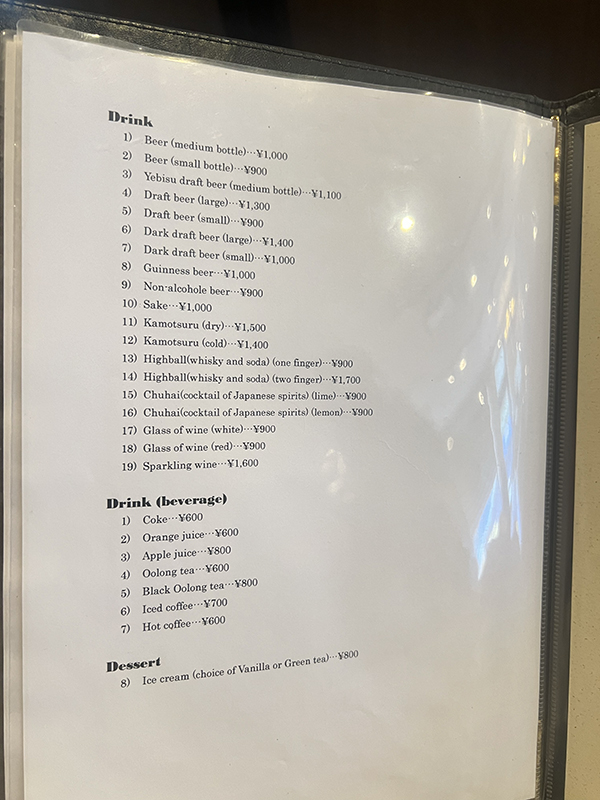 Drink
1) Beer (medium bottle)…¥1,000
2) Beer (small bottle)…¥900
3) Yebisu draft beer (medium bottle)…¥1,100
4) Draft beer (large)…¥1,300
5) Draft beer (small)…¥900
6) Dark draft beer (large)…¥1,400
7) Dark draft beer (small)…¥1,000
8) Guinness beer…¥1,000
9) Non-alcohole beer…¥900
10) Sake…¥1,000
11) Kamotsuru (dry)…¥1,500
12) Kamotsuru (cold)…¥1,400
13) Highball(whisky and soda) (one finger)…¥900
14) Highball(whisky and soda) (two finger)…¥1,700
15) Chuhai(cocktail of Japanese spirits) (lime)…¥900
16) Chuhai(cocktail of Japanese spirits) (lemon)…¥900
17) Glass of wine (white)…¥900
18) Glass of wine (red)…¥900
19) Sparkling wine…¥1,600
Drink (beverage)
1) Coke…¥600
2) Orange juice…¥600
3) Apple juice…¥800
4) Oolong tea…¥600
5) Black Oolong tea…¥800
6) Iced coffee…¥700
7) Hot coffee…¥600
Dessert
8) Ice cream (choice of Vanilla or Green tea)…¥800